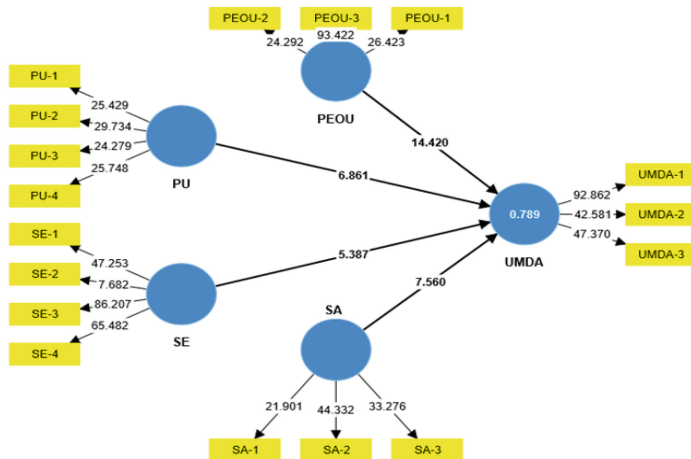 PEOU-2 PEOU-3 PEOU-1
24.292 93.422 26.423
PEOU
PU-1
PU-2
PU-3
PU-4
25.429
29.734
24.279
25.748
PU
14.420
6.861
SE-1
SE-2
SE-3
SE-4
47.253
7.682
86.207
65.482
SE
5.387
7.560
0.789
UMDA
92.862
42.581
47.370
UMDA-1
UMDA-2
UMDA-3
SA
21.901 44.332 33.276
SA-1 SA-2 SA-3